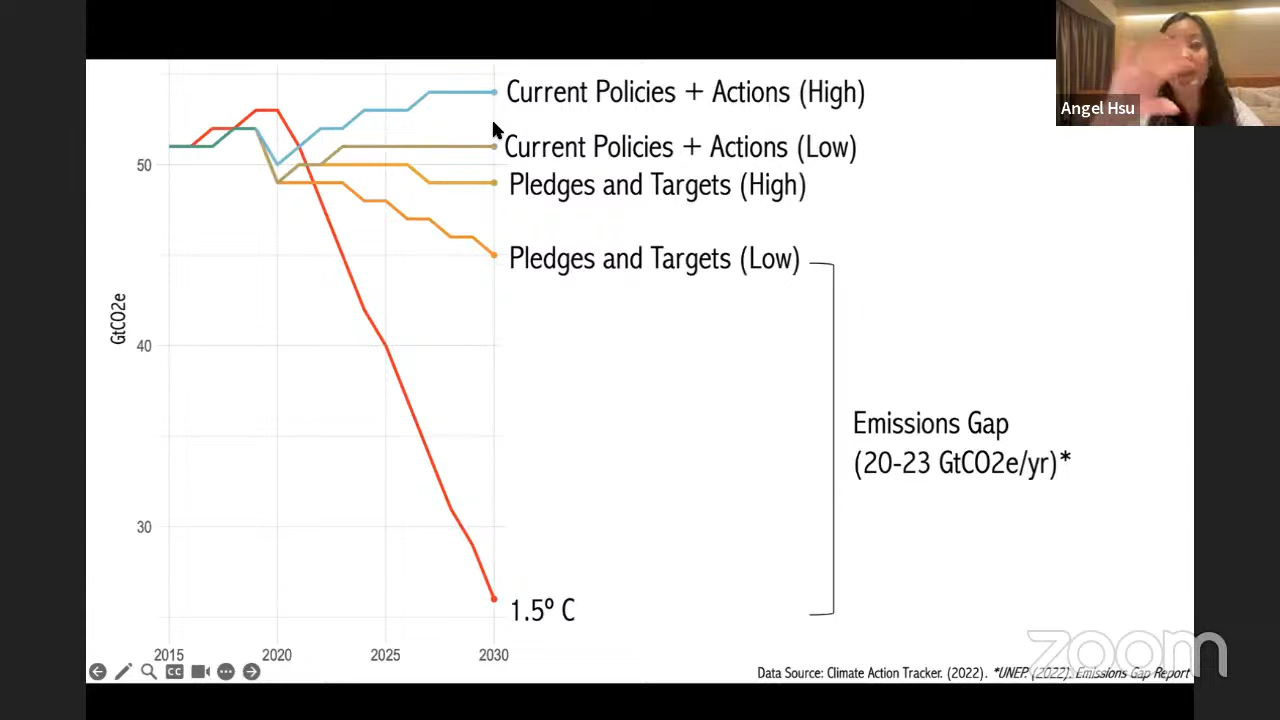 Angel Hsu
Current Policies + Actions (High)
Current Policies + Actions (Low)
Pledges and Targets (High)
Pledges and Targets (Low)
GtCO2e
50
40
30
Emissions Gap
(20-23 GtCO2e/yr)*
1.5º C
2015 2020 2025 2030
CC
zoom
Data Source: Climate Action Tracker. (2022). *UNEP. (2022). Emissions Gap Report